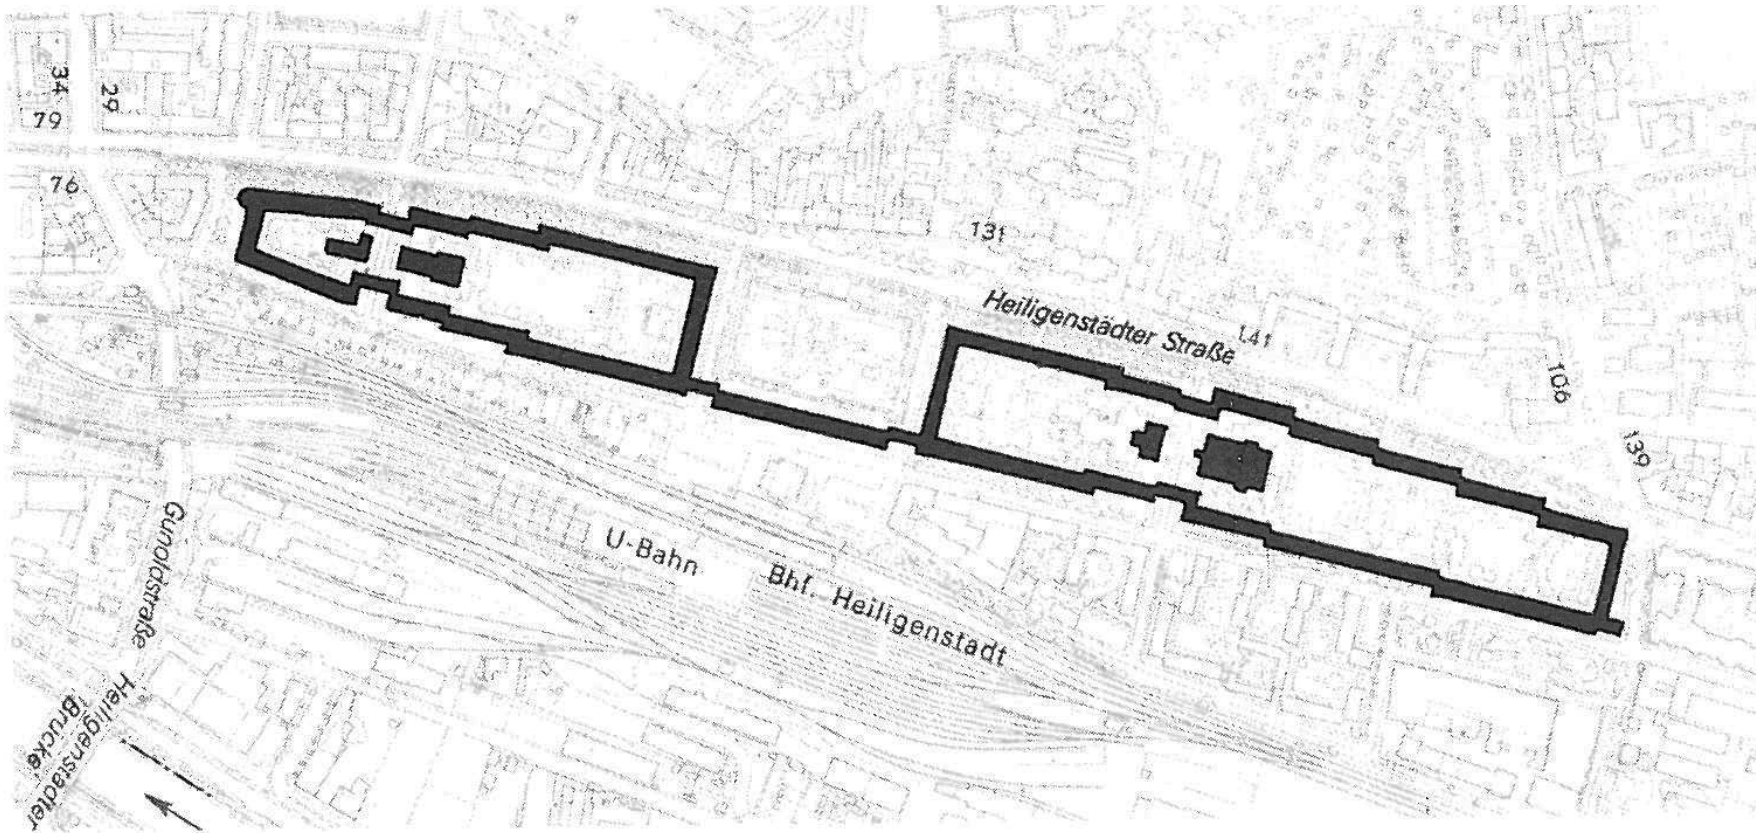 34
29
79
76
131
Heiligenstädter Straße
141
106
139
Gunoldstraße
U-Bahn
Bhf. Heiligenstadt
Heiligenstädter
Brücke